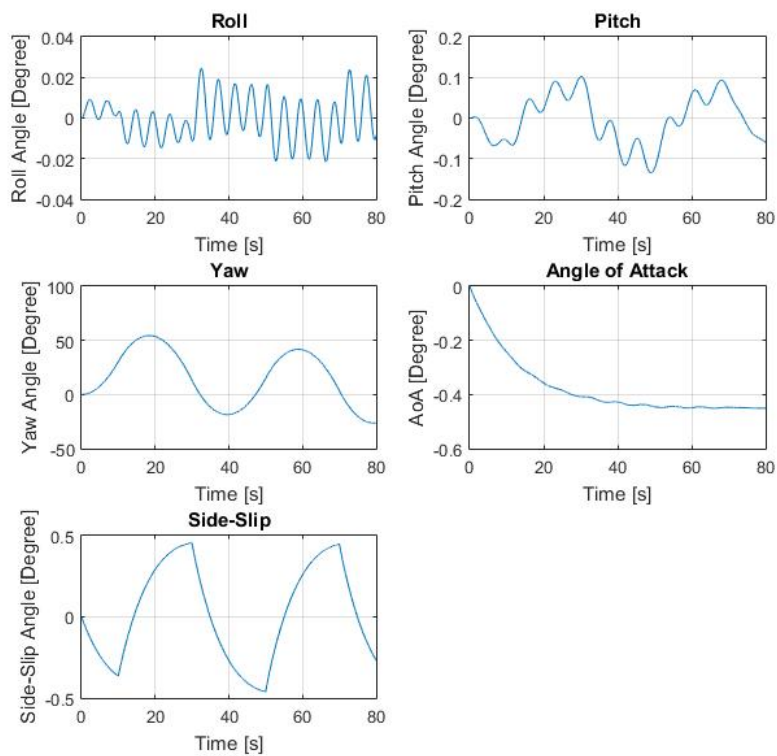 Roll
Roll Angle [Degree]
0.04
0.02
0
-0.02
-0.04
0 20 40 60 80
Time [s]
Pitch
Pitch Angle [Degree]
0.2
0.1
0
-0.1
-0.2
0 20 40 60 80
Time [s]
Yaw
Yaw Angle [Degree]
100
50
0
-50
0 20 40 60 80
Time [s]
Angle of Attack
AoA [Degree]
0
-0.2
-0.4
-0.6
0 20 40 60 80
Time [s]
Side-Slip
Side-Slip Angle [Degree]
0.5
0
-0.5
0 20 40 60 80
Time [s]